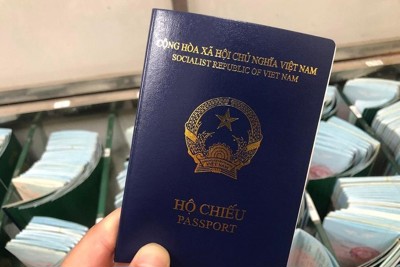 CỘNG HÒA XÃ HỘI CHỦ NGHĨA VIỆT NAM
SOCIALIST REPUBLIC OF VIET NAM
HỘ CHIẾU
PASSPORT